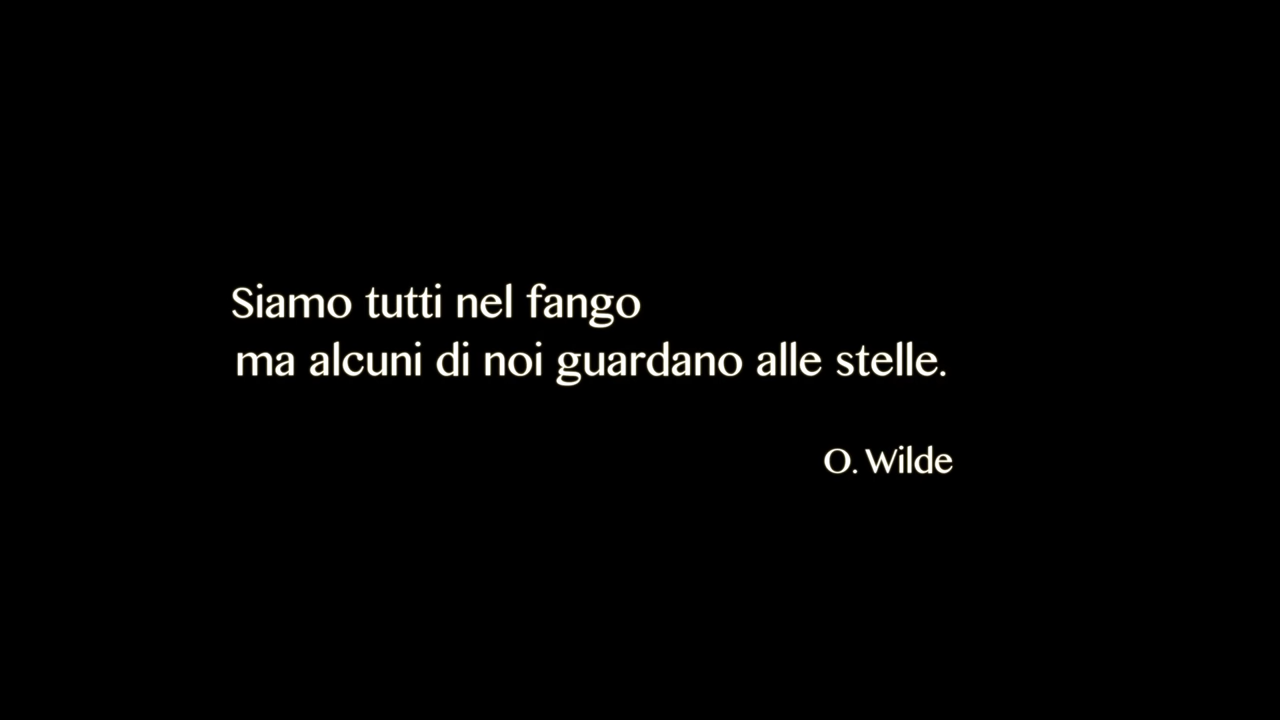 Siamo tutti nel fango
ma alcuni di noi guardano alle stelle.
O. Wilde